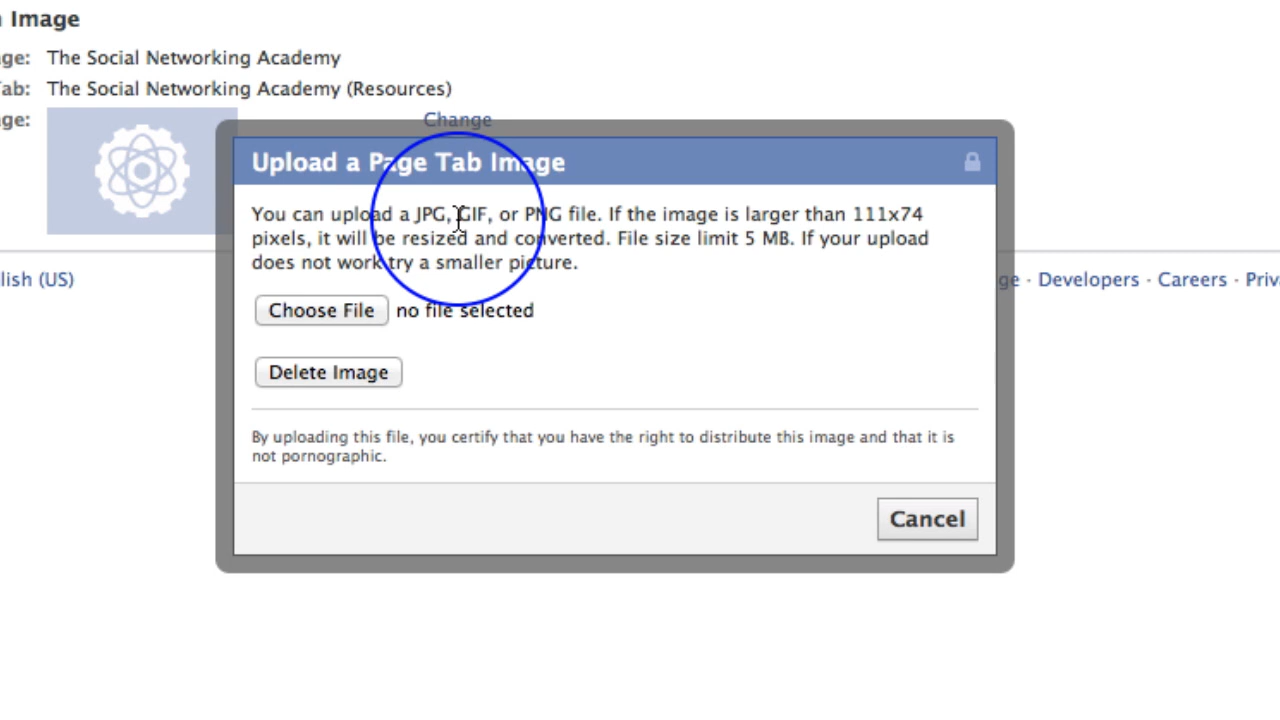 Image
ge: The Social Networking Academy
ab: The Social Networking Academy (Resources)
ge:
Change
Upload a Page Tab Image
You can upload a JPG, GIF, or PNG file. If the image is larger than 111x74
pixels, it will be resized and converted. File size limit 5 MB. If your upload
does not work try a smaller picture.
Choose File no file selected
Delete Image
By uploading this file, you certify that you have the right to distribute this image and that it is
not pornographic.
Cancel
lish (US)
ge · Developers · Careers · Priv